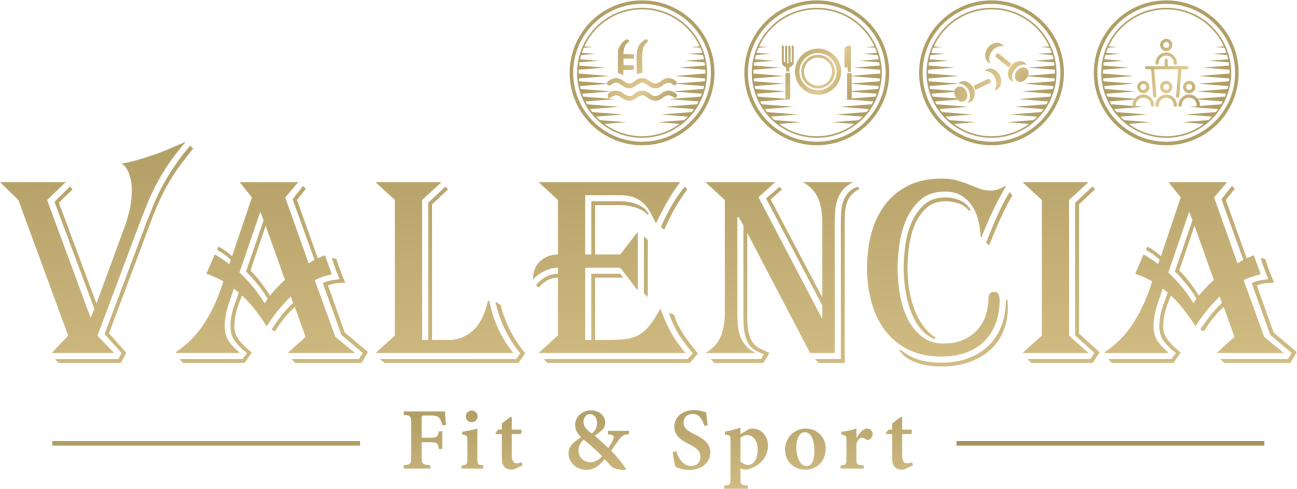 VALENCIA
Fit & Sport